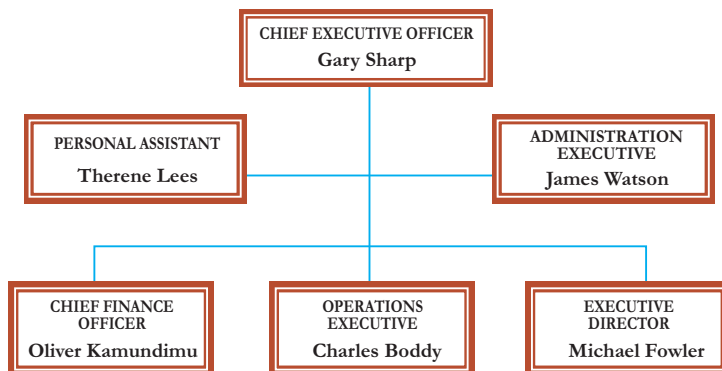 CHIEF EXECUTIVE OFFICER
Gary Sharp
PERSONAL ASSISTANT
Therene Lees
ADMINISTRATION
EXECUTIVE
James Watson
CHIEF FINANCE
OFFICER
Oliver Kamundimu
OPERATIONS
EXECUTIVE
Charles Boddy
EXECUTIVE
DIRECTOR
Michael Fowler